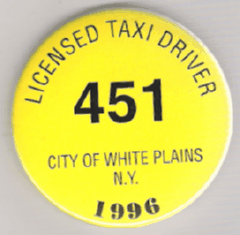 LICENSED TAXI DRIVER
451
CITY OF WHITE PLAINS
N.Y.
1996